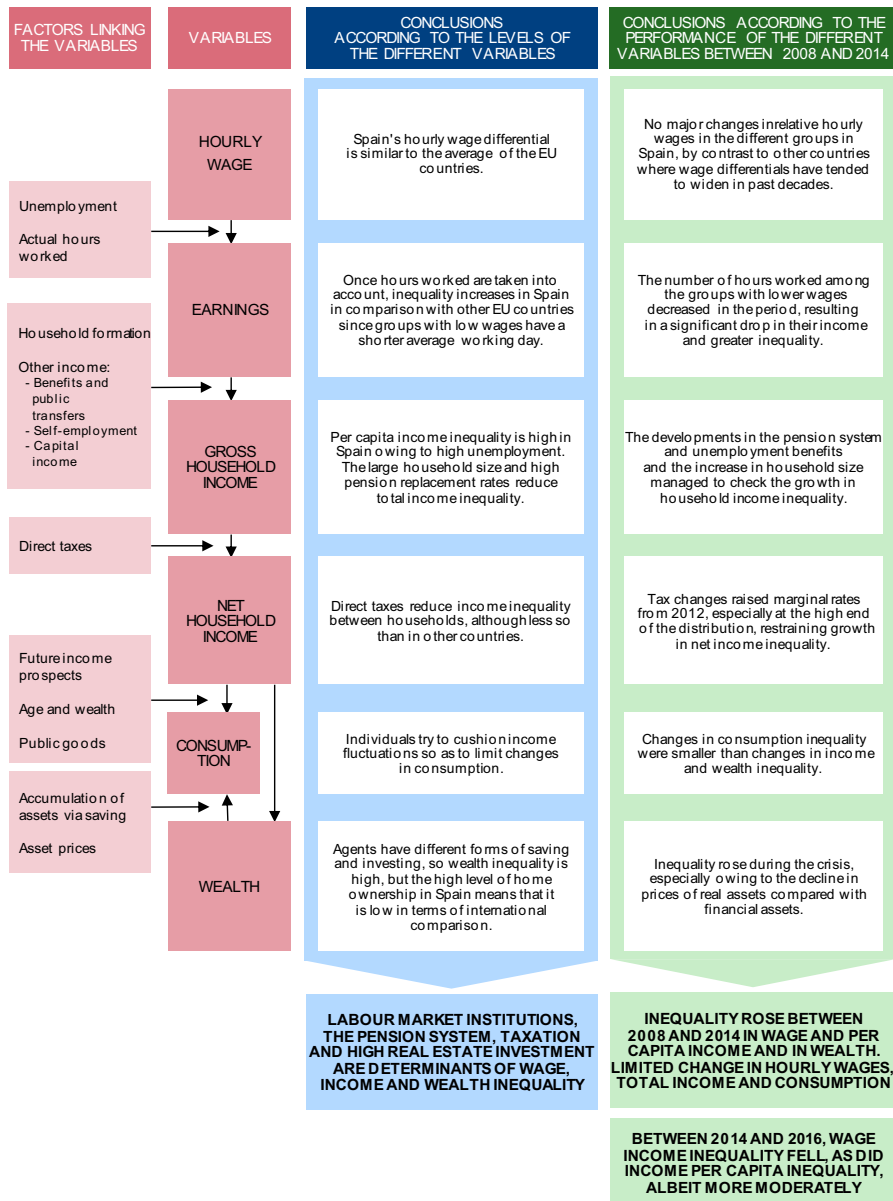 FACTORS LINKING
THE VARIABLES
VARIABLES
CONCLUSIONS
ACCORDING TO THE LEVELS OF
THE DIFFERENT VARIABLES
CONCLUSIONS ACCORDING TO THE
PERFORMANCE OF THE DIFFERENT
VARIABLES BETWEEN 2008 AND 2014
HOURLY
WAGE
Spain's hourly wage differential
is similar to the average of the EU
countries.
No major changes inrelative hourly
wages in the different groups in
Spain, by contrast to other countries
where wage differentials have tended
to widen in past decades.
Unemployment
Actual hours
worked
EARNINGS
Once hours worked are taken into
account, inequality increases in Spain
in comparison with other EU countries
since groups with low wages have a
shorter average working day.
The number of hours worked among
the groups with lower wages
decreased in the period, resulting
in a significant drop in their income
and greater inequality.
Household formation
Other income:
- Benefits and
public
transfers
- Self-employment
- Capital
income
GROSS
HOUSEHOLD
INCOME
Per capita income inequality is high in
Spain owing to high unemployment.
The large household size and high
pension replacement rates reduce
total income inequality.
The developments in the pension system
and unemployment benefits
and the increase in household size
managed to check the growth in
household income inequality.
Direct taxes
NET
HOUSEHOLD
INCOME
Direct taxes reduce income inequality
between households, although less so
than in other countries.
Tax changes raised marginal rates
from 2012, especially at the high end
of the distribution, restraining growth
in net income inequality.
Future income
prospects
Age and wealth
Public goods
CONSUMP-
TION
Individuals try to cushion income
fluctuations so as to limit changes
in consumption.
Changes in consumption inequality
were smaller than changes in income
and wealth inequality.
Accumulation of
assets via saving
Asset prices
WEALTH
Agents have different forms of saving
and investing, so wealth inequality is
high, but the high level of home
ownership in Spain means that it
is low in terms of international
comparison.
Inequality rose during the crisis,
especially owing to the decline in
prices of real assets compared with
financial assets.
LABOUR MARKET INSTITUTIONS,
THE PENSION SYSTEM, TAXATION
AND HIGH REAL ESTATE INVESTMENT
ARE DETERMINANTS OF WAGE,
INCOME AND WEALTH INEQUALITY
INEQUALITY ROSE BETWEEN
2008 AND 2014 IN WAGE AND PER
CAPITA INCOME AND IN WEALTH.
LIMITED CHANGE IN HOURLY WAGES,
TOTAL INCOME AND CONSUMPTION
BETWEEN 2014 AND 2016, WAGE
INCOME INEQUALITY FELL, AS DID
INCOME PER CAPITA INEQUALITY,
ALBEIT MORE MODERATELY